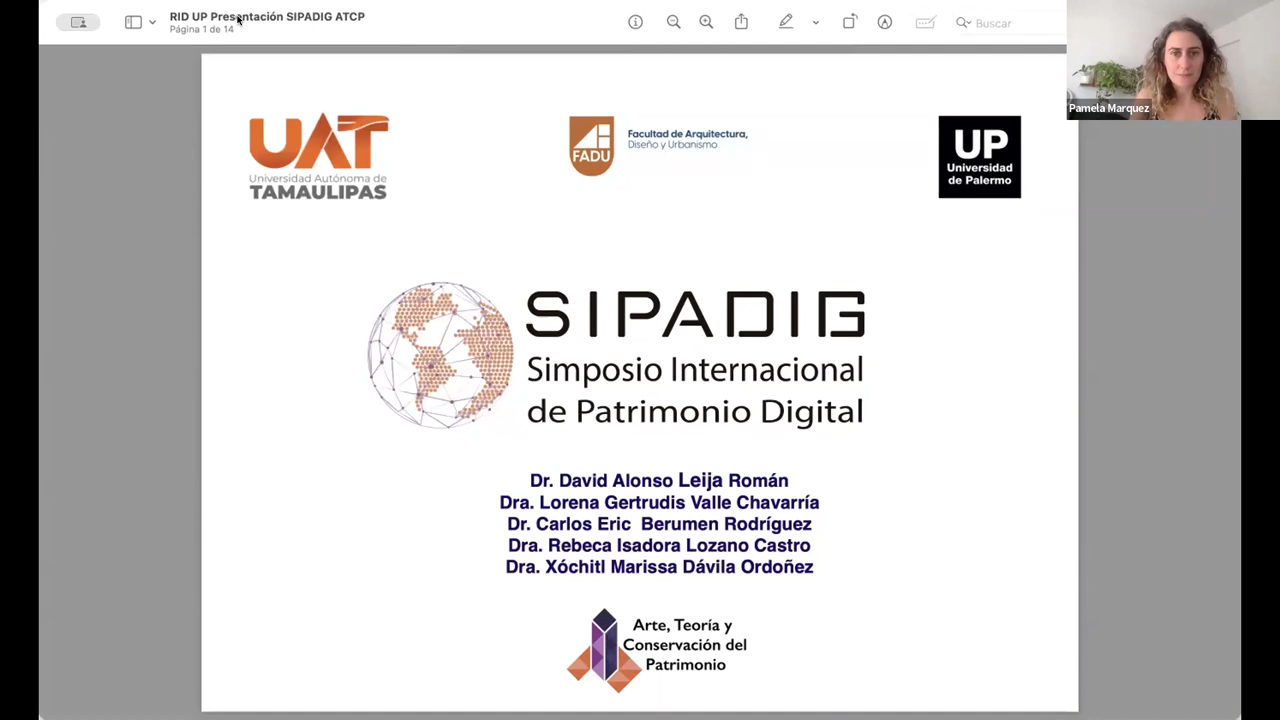 RID UP Presentación SIPADIG ATCP
Página 1 de 14
Buscar
Pamela Marquez
UAT
Universidad Autónoma de
TAMAULIPAS
FADU
Facultad de Arquitectura,
Diseño y Urbanismo
UP
Universidad
de Palermo
SIPADIG
Simposio Internacional
de Patrimonio Digital
Dr. David Alonso Leija Román
Dra. Lorena Gertrudis Valle Chavarría
Dr. Carlos Eric Berumen Rodríguez
Dra. Rebeca Isadora Lozano Castro
Dra. Xóchitl Marissa Dávila Ordoñez
Arte, Teoría y
Conservación del
Patrimonio